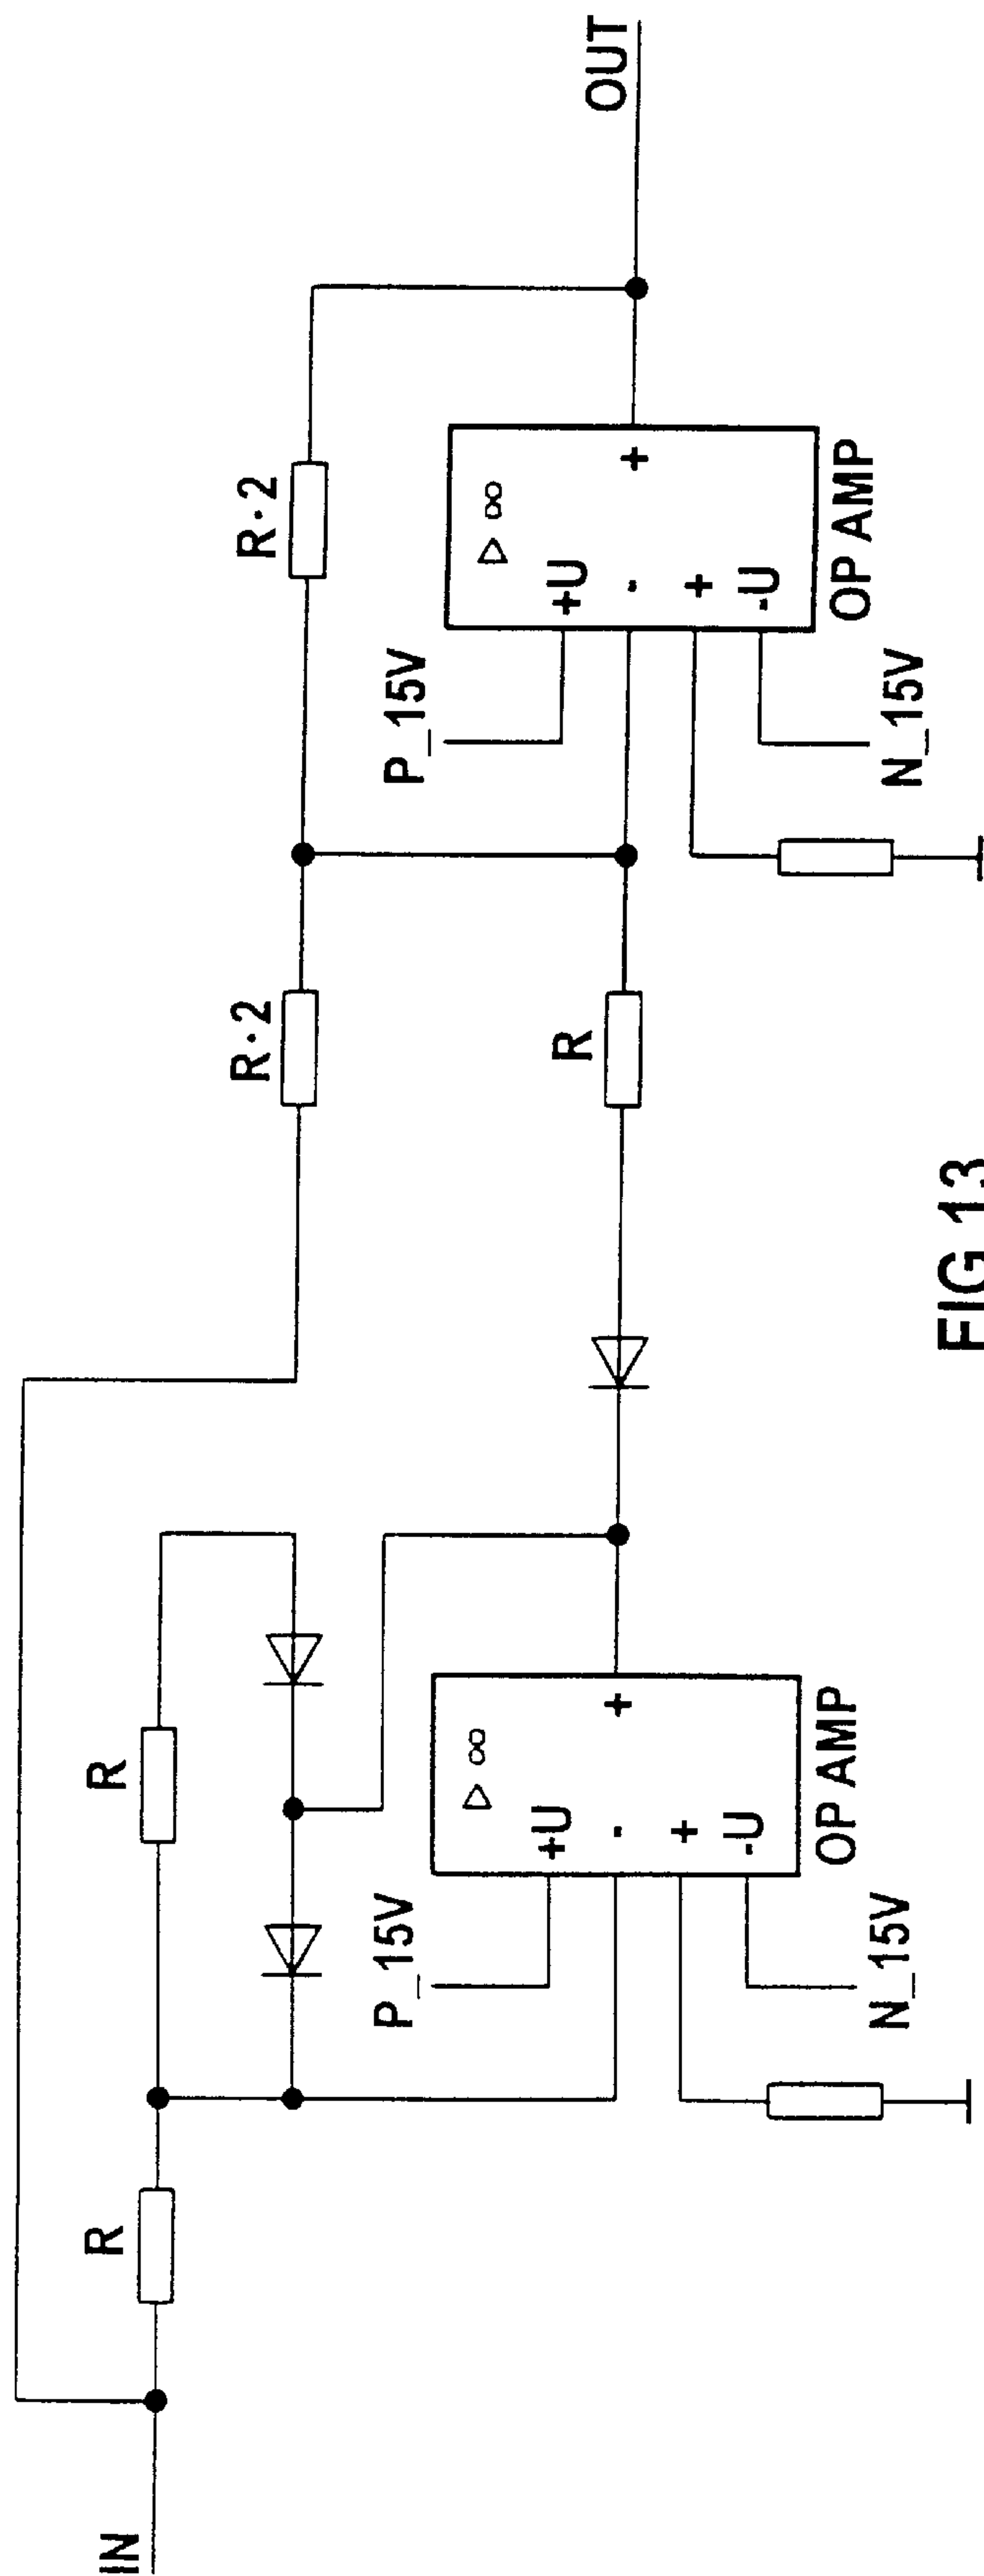 IN
R
R
P_15V
▷ ∞
+U
-
+
+
-U
OP AMP
N_15V
R
R·2
R·2
P_15V
▷ ∞
+U
-
+
+
-U
OP AMP
N_15V
OUT
FIG 13